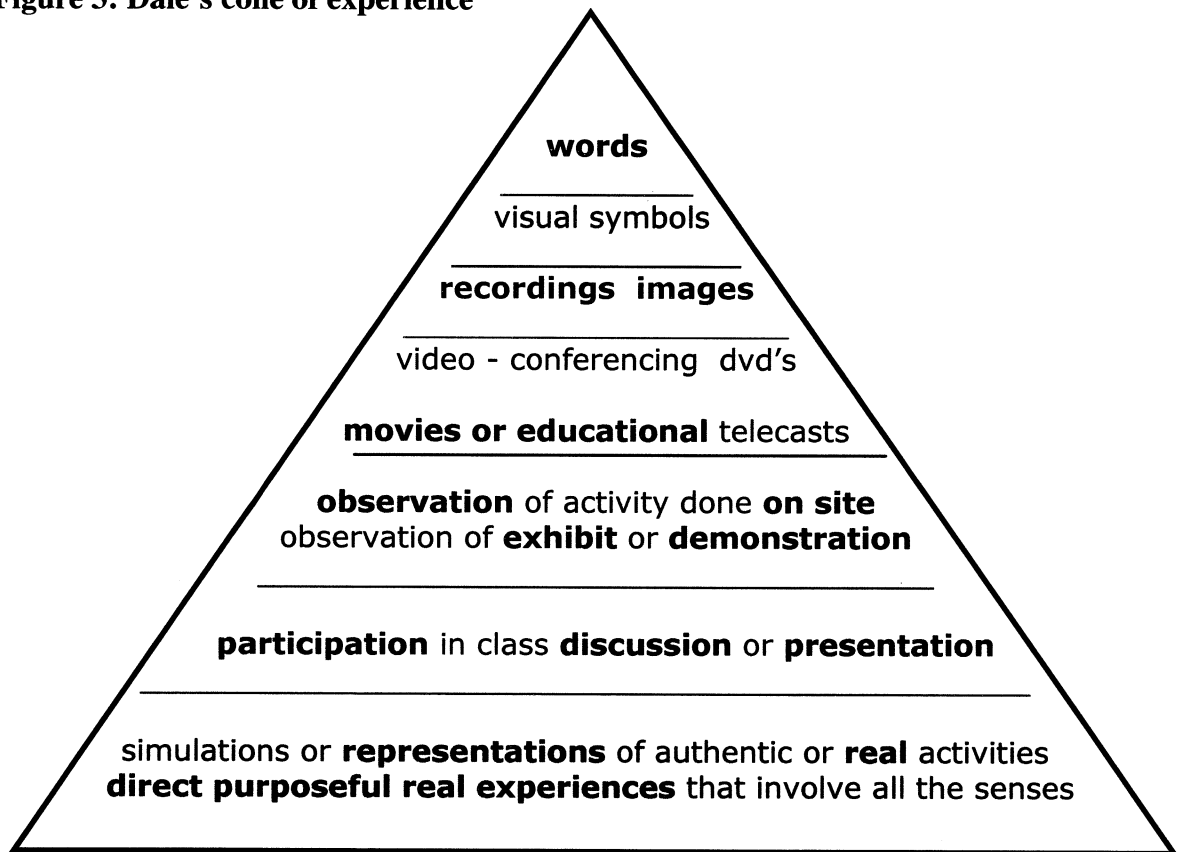 Figure 5: Dale's cone of experience
words
visual symbols
recordings images
video - conferencing dvd's
movies or educational telecasts
observation of activity done on site
observation of exhibit or demonstration
participation in class discussion or presentation
simulations or representations of authentic or real activities
direct purposeful real experiences that involve all the senses